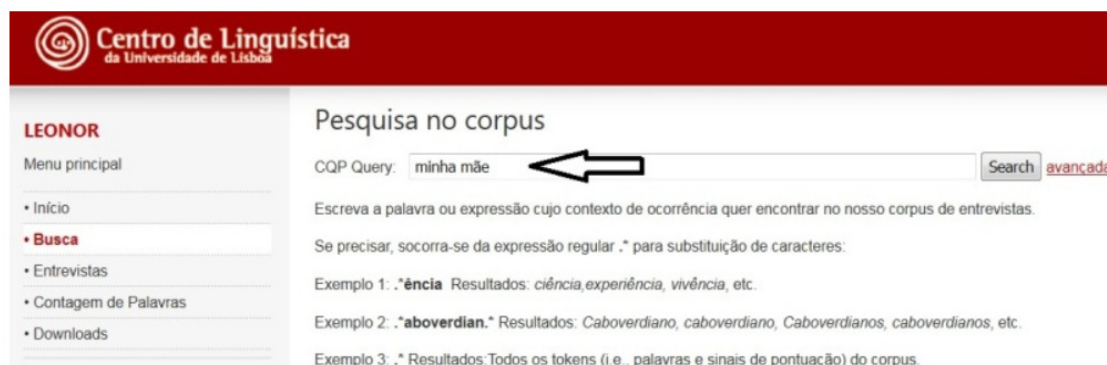 Centro de Linguística
da Universidade de Lisboa
LEONOR
Menu principal
• Início
• Busca
• Entrevistas
• Contagem de Palavras
• Downloads
Pesquisa no corpus
CQP Query: minha mãe Search avançada
Escreva a palavra ou expressão cujo contexto de ocorrência quer encontrar no nosso corpus de entrevistas.
Se precisar, socorra-se da expressão regular .* para substituição de caracteres:
Exemplo 1: .*ência Resultados: ciência,experiência, vivência, etc.
Exemplo 2: .*aboverdian.* Resultados: Caboverdiano, caboverdiano, Caboverdianos, caboverdianos, etc.
Exemplo 3: .* Resultados:Todos os tokens (i.e., palavras e sinais de pontuação) do corpus.